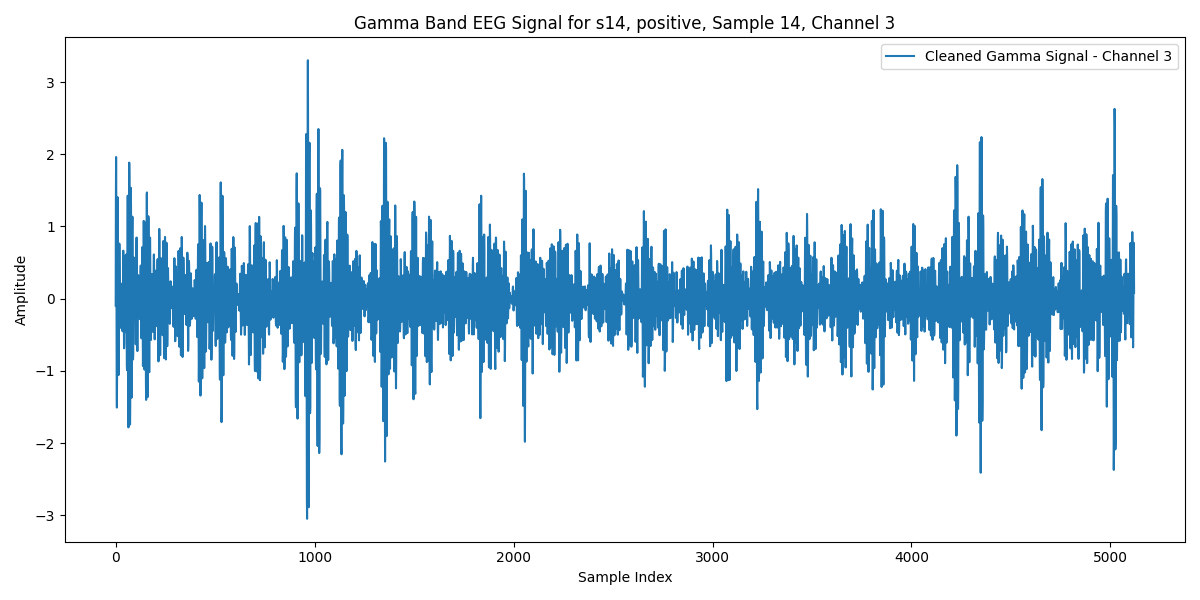 Gamma Band EEG Signal for s14, positive, Sample 14, Channel 3
Cleaned Gamma Signal - Channel 3
Amplitude
3
2
1
0
−1
−2
−3
0 1000 2000 3000 4000 5000
Sample Index